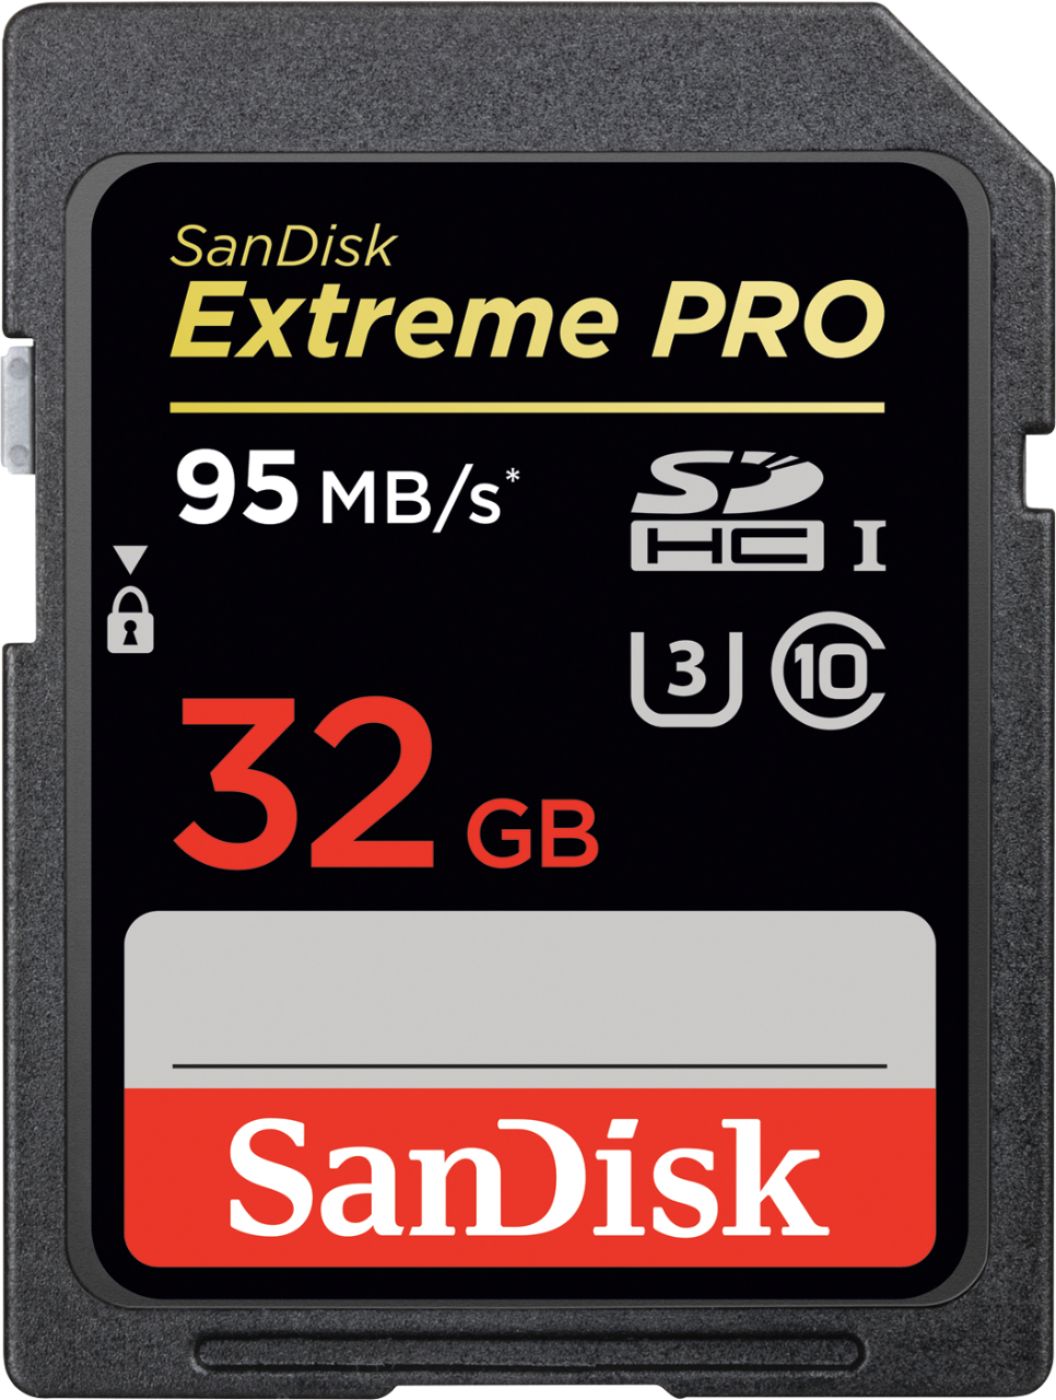 SanDisk
Extreme PRO
95 MB/s*
SD
HC I
3 10
32 GB
SanDisk